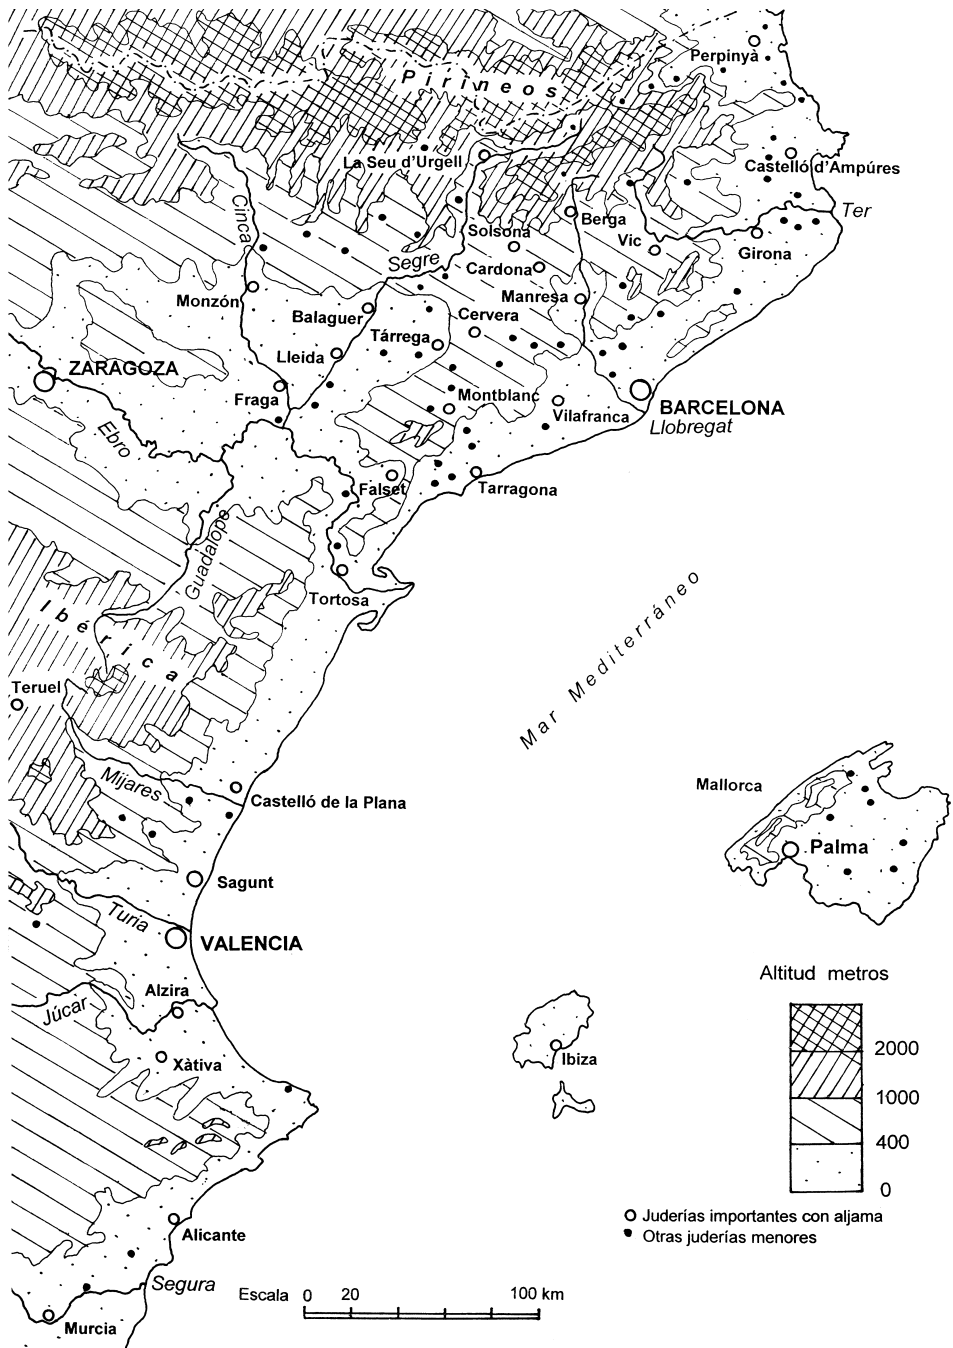 Perpinyà
Pirineos
La Seu d'Urgell
Castelló d'Ampúres
Cinca
Ter
Berga
Solsona
Vic
Girona
Segre
Cardona
Monzón
Manresa
Balaguer
Cervera
Tárrega
Lleida
ZARAGOZA
Fraga
Montblanc
BARCELONA
Vilafranca
Llobregat
Ebro
Falset
Tarragona
Guadalope
Tortosa
Ibérica
Mar Mediterráneo
Teruel
Mijares
Mallorca
Castelló de la Plana
Palma
Sagunt
Turia
VALENCIA
Altitud metros
Alzira
Júcar
2000
Xàtiva
Ibiza
1000
400
0
Juderías importantes con aljama
Otras juderías menores
Alicante
Segura
Escala 0 20 100 km
Murcia